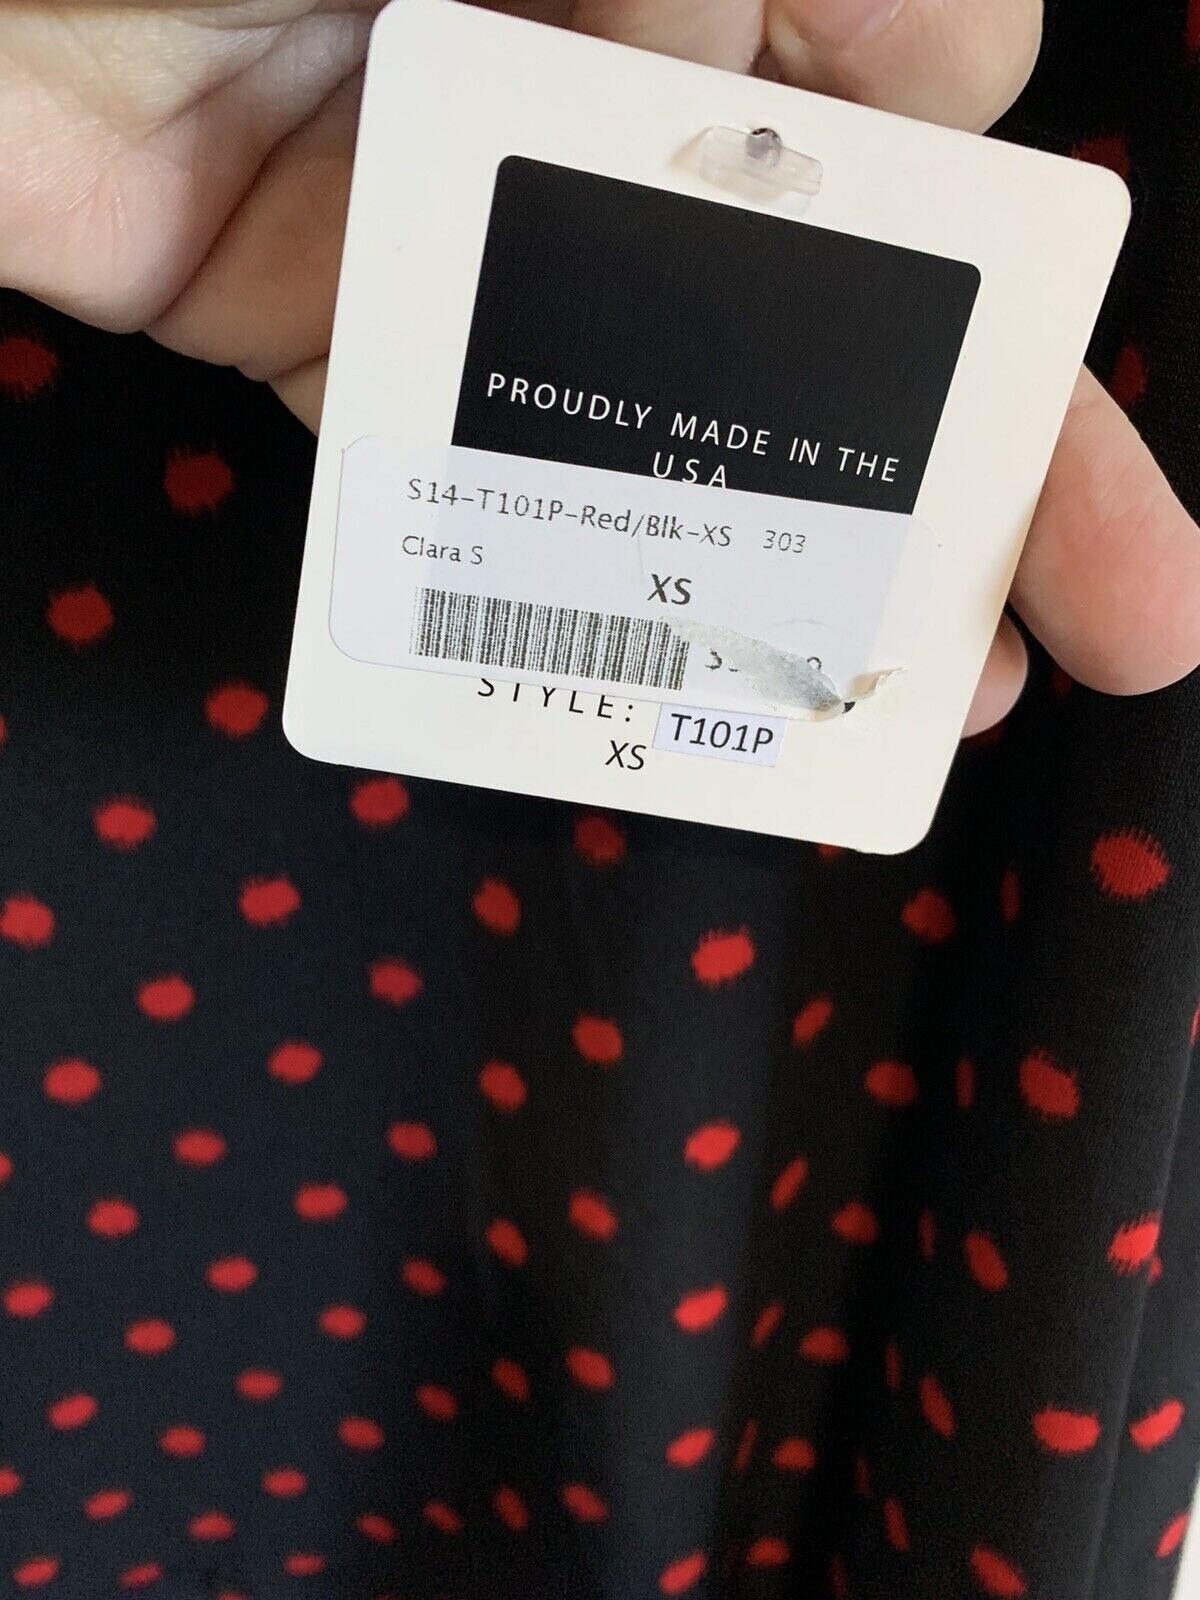 PROUDLY MADE IN THE
USA
S14-T101P-Red/Blk-XS 303
Clara S
XS
STYLE: T101P
XS